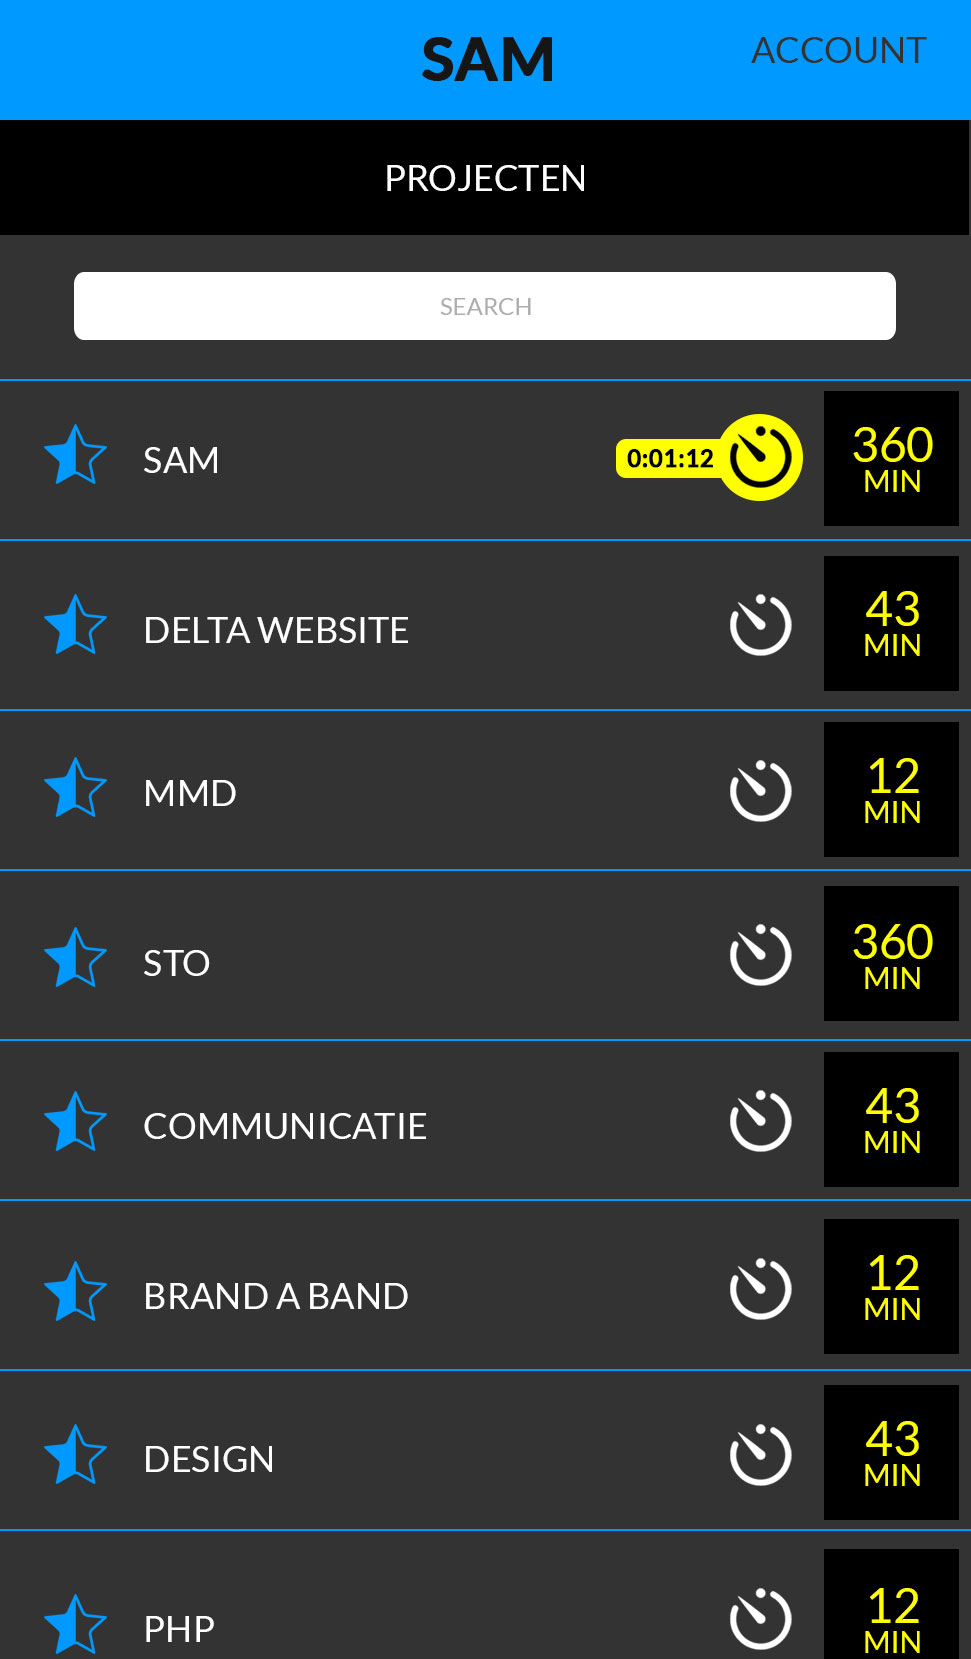 SAM
ACCOUNT
PROJECTEN
SEARCH
SAM
0:01:12
360
MIN
DELTA WEBSITE
43
MIN
MMD
12
MIN
STO
360
MIN
COMMUNICATIE
43
MIN
BRAND A BAND
12
MIN
DESIGN
43
MIN
PHP
12
MIN